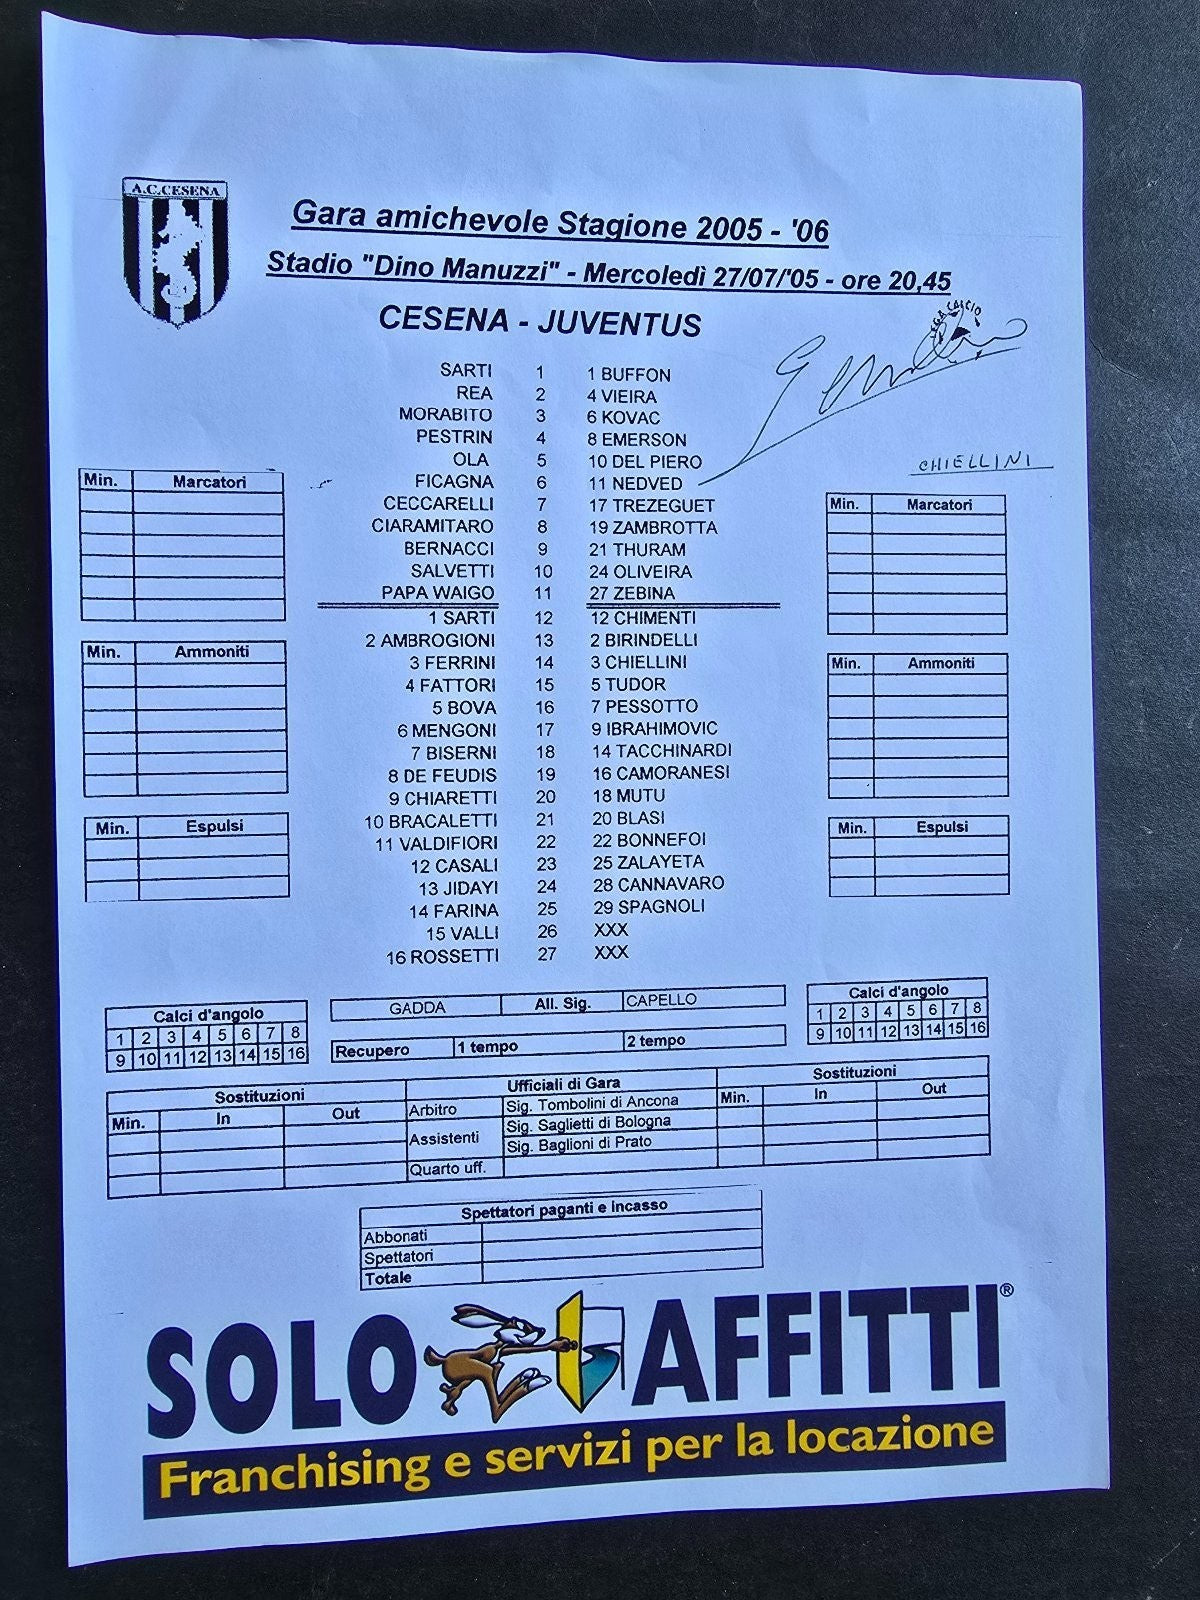 A.C.CESENA
Gara amichevole Stagione 2005 - '06
Stadio "Dino Manuzzi" - Mercoledì 27/07/'05 - ore 20,45
CESENA - JUVENTUS
LEGA CALCIO
SARTI 1 1 BUFFON
REA 2 4 VIEIRA
MORABITO 3 6 KOVAC
PESTRIN 4 8 EMERSON
OLA 5 10 DEL PIERO
CHIELLINI
FICAGNA 6 11 NEDVED
CECCARELLI 7 17 TREZEGUET
CIARAMITARO 8 19 ZAMBROTTA
BERNACCI 9 21 THURAM
SALVETTI 10 24 OLIVEIRA
PAPA WAIGO 11 27 ZEBINA
1 SARTI 12 12 CHIMENTI
2 AMBROGIONI 13 2 BIRINDELLI
3 FERRINI 14 3 CHIELLINI
4 FATTORI 15 5 TUDOR
5 BOVA 16 7 PESSOTTO
6 MENGONI 17 9 IBRAHIMOVIC
7 BISERNI 18 14 TACCHINARDI
8 DE FEUDIS 19 16 CAMORANESI
9 CHIARETTI 20 18 MUTU
10 BRACALETTI 21 20 BLASI
11 VALDIFIORI 22 22 BONNEFOI
12 CASALI 23 25 ZALAYETA
13 JIDAYI 24 28 CANNAVARO
14 FARINA 25 29 SPAGNOLI
15 VALLI 26 XXX
16 ROSSETTI 27 XXX
Min. Marcatori
Min. Ammoniti
Min. Espulsi
Min. Marcatori
Min. Ammoniti
Min. Espulsi
Calci d'angolo
1 2 3 4 5 6 7 8
9 10 11 12 13 14 15 16
GADDA All. Sig. CAPELLO
Recupero 1 tempo 2 tempo
Calci d'angolo
1 2 3 4 5 6 7 8
9 10 11 12 13 14 15 16
Sostituzioni
Min. In Out
Ufficiali di Gara
Arbitro Sig. Tombolini di Ancona
Assistenti Sig. Saglietti di Bologna
Sig. Baglioni di Prato
Quarto uff.
Sostituzioni
Min. In Out
Spettatori paganti e incasso
Abbonati
Spettatori
Totale
SOLO AFFITTI®
Franchising e servizi per la locazione